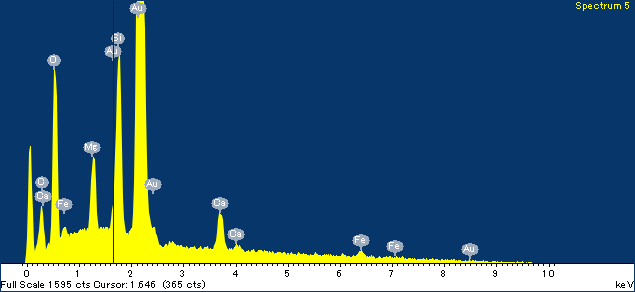 Spectrum 5
Au
Si
Au
O
Mg
C
Au
Ca
Fe
Ca
Ca
Fe
Fe
Au
0 1 2 3 4 5 6 7 8 9 10
Full Scale 1595 cts Cursor: 1.646 (365 cts) keV